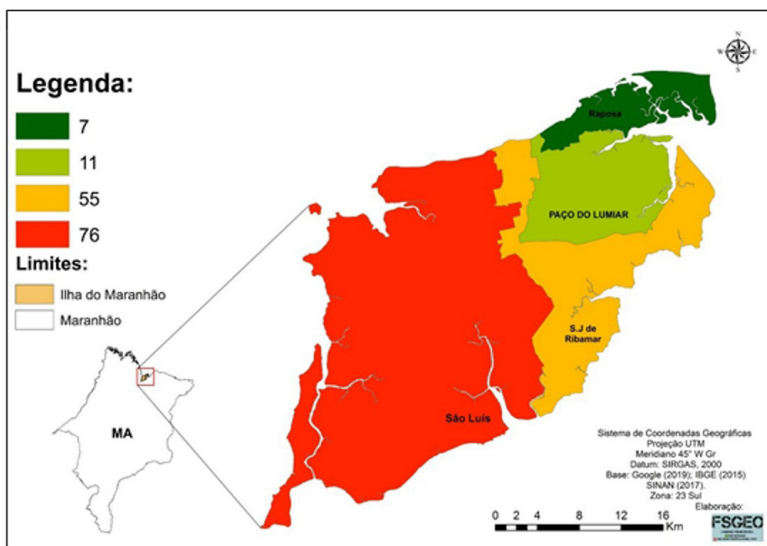 Legenda:
7
11
55
76
Limites:
Ilha do Maranhão
Maranhão
MA
N
W
E
S
Raposa
PAÇO DO LUMIAR
S.J de
Ribamar
São Luís
Sistema de Coordenadas Geográficas
Projeção UTM
Meridiano 45° W Gr
Datum: SIRGAS, 2000
Base: Google (2019); IBGE (2015)
SINAN (2017).
Zona: 23 Sul
Elaboração:
FSGEO
0 2 4 8 12 16
Km